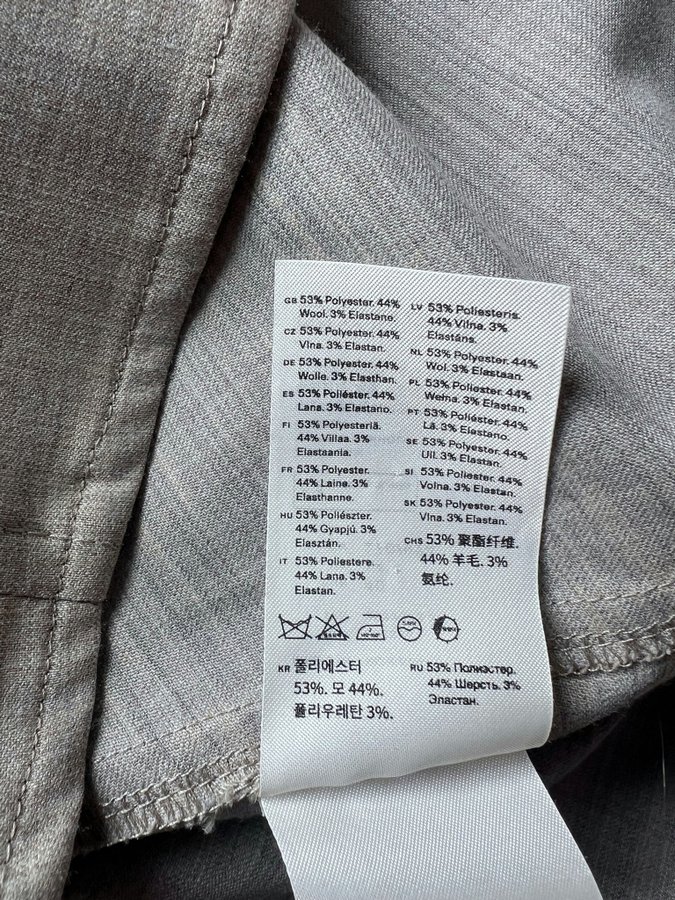 GB 53% Polyester. 44%
Wool. 3% Elastane.
CZ 53% Polyester. 44%
Vlna. 3% Elastan.
DE 53% Polyester. 44%
Wolle. 3% Elasthan.
ES 53% Poliéster. 44%
Lana. 3% Elastano.
FI 53% Polyesteriä.
44% Villaa. 3%
Elastaania.
FR 53% Polyester.
44% Laine. 3%
Elasthanne.
HU 53% Poliészter.
44% Gyapjú. 3%
Elasztán.
IT 53% Poliestere.
44% Lana. 3%
Elastan.
LV 53% Poliesteris.
44% Vilna. 3%
Elastāns.
NL 53% Polyester. 44%
Wol. 3% Elastaan.
PL 53% Poliester. 44%
Wełna. 3% Elastan.
PT 53% Poliéster. 44%
Lã. 3% Elastano.
SE 53% Polyester. 44%
Ull. 3% Elastan.
SI 53% Poliester. 44%
Volna. 3% Elastan.
SK 53% Polyester. 44%
Vlna. 3% Elastan.
CHS 53% 聚酯纤维.
44% 羊毛. 3%
氨纶.
KR 폴리에스터
53%. 모 44%.
폴리우레탄 3%.
RU 53% Полиэстер.
44% Шерсть. 3%
Эластан.